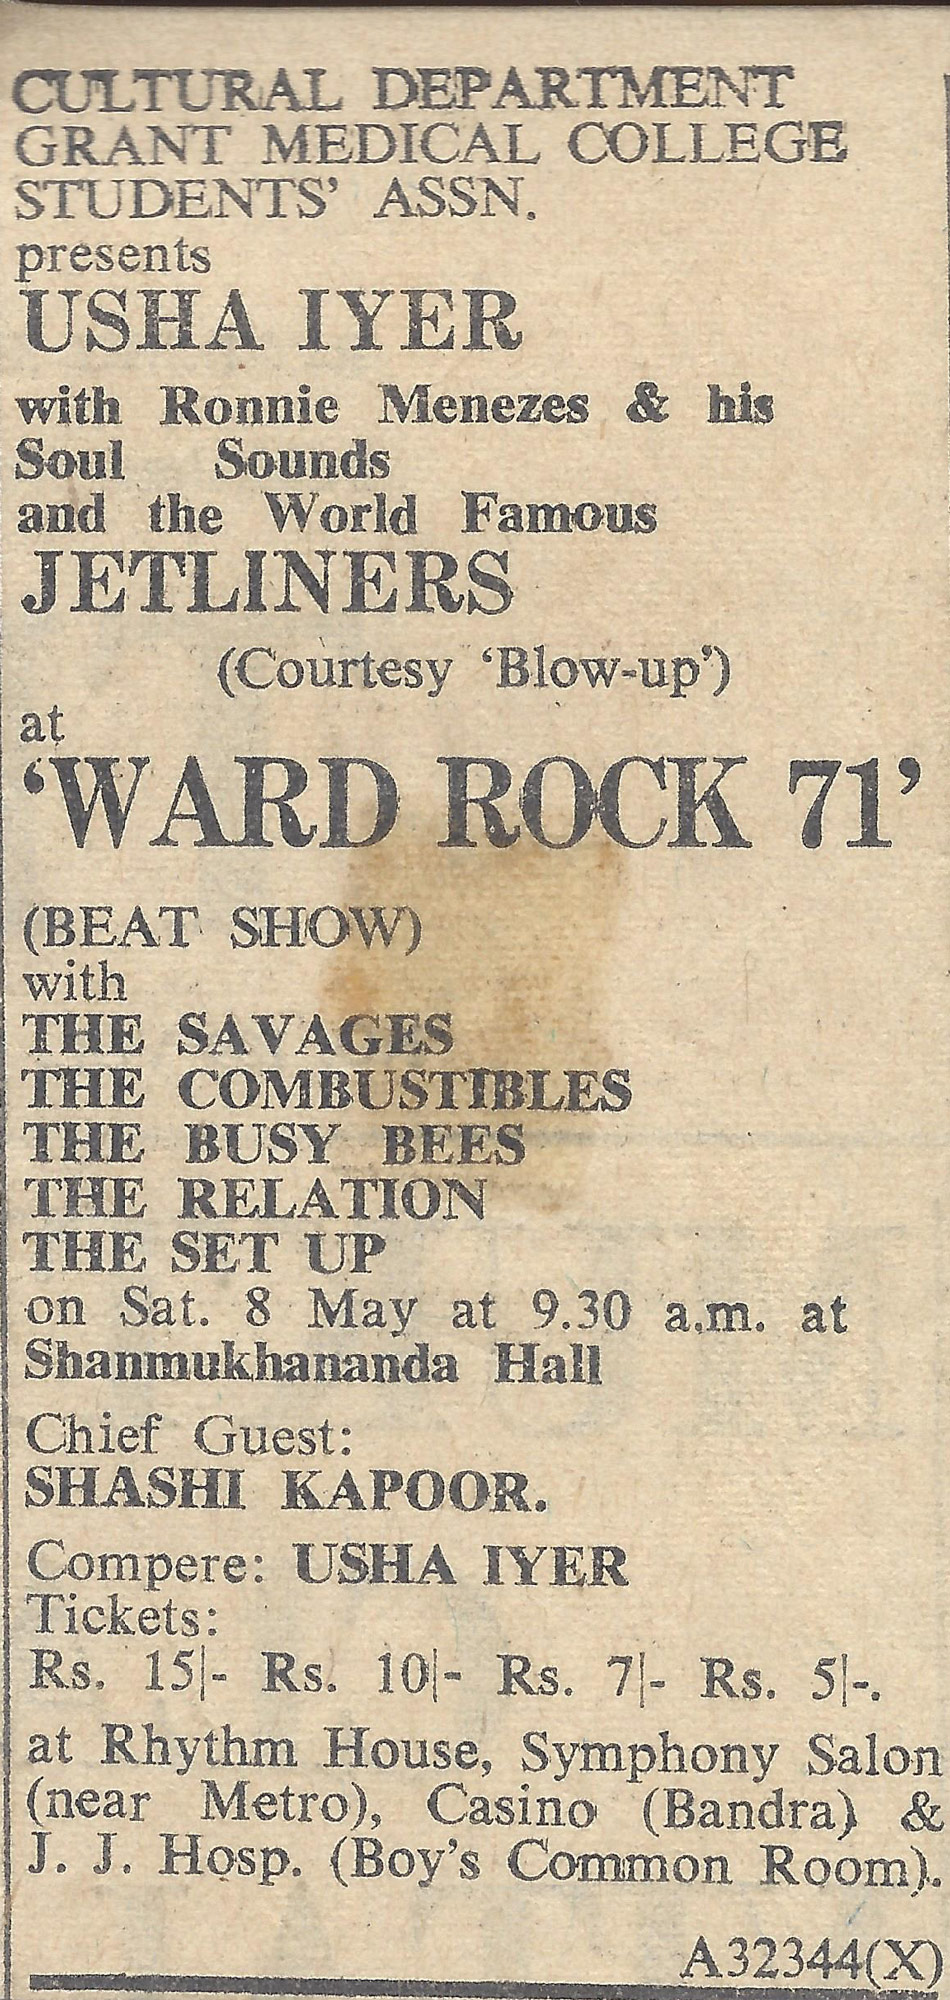 CULTURAL DEPARTMENT
GRANT MEDICAL COLLEGE
STUDENTS' ASSN.
presents
USHA IYER
with Ronnie Menezes & his
Soul Sounds
and the World Famous
JETLINERS
(Courtesy 'Blow-up')
at
'WARD ROCK 71'
(BEAT SHOW)
with
THE SAVAGES
THE COMBUSTIBLES
THE BUSY BEES
THE RELATION
THE SET UP
on Sat. 8 May at 9.30 a.m. at
Shanmukhananda Hall
Chief Guest:
SHASHI KAPOOR.
Compere: USHA IYER
Tickets:
Rs. 15/- Rs. 10/- Rs. 7/- Rs. 5/-.
at Rhythm House, Symphony Salon
(near Metro), Casino (Bandra) &
J. J. Hosp. (Boy's Common Room).
A32344(X)